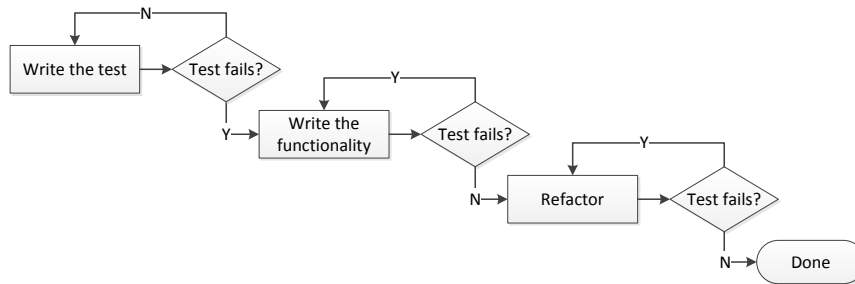 N
Write the test
Test fails?
Y
Y
Write the
functionality
Test fails?
N
Y
Refactor
Test fails?
N
Done